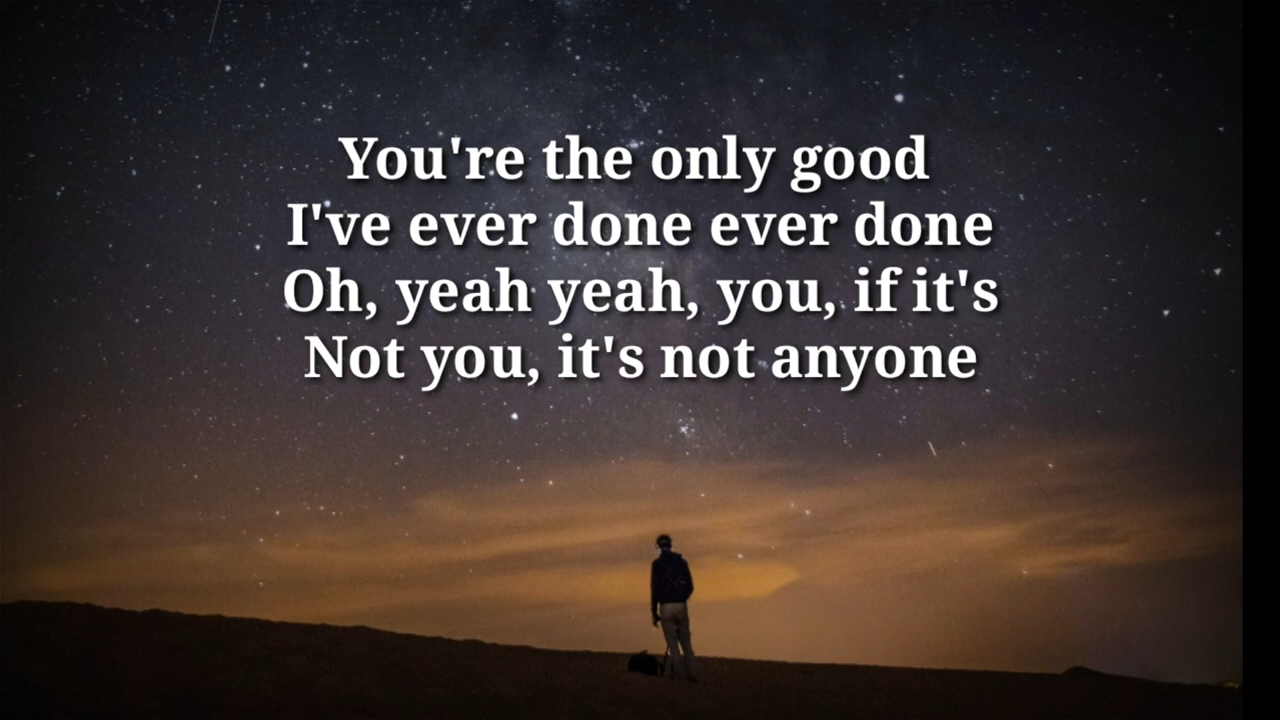 You're the only good
I've ever done ever done
Oh, yeah yeah, you, if it's
Not you, it's not anyone